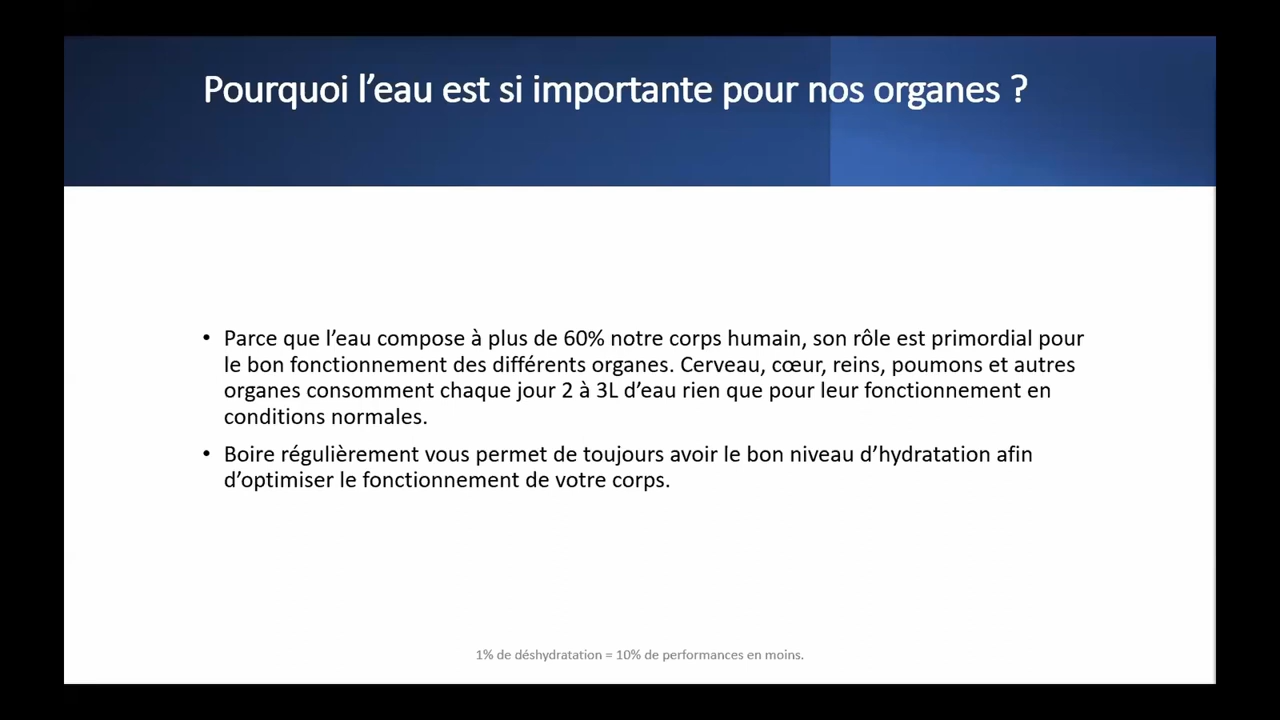 Pourquoi l’eau est si importante pour nos organes ?
• Parce que l’eau compose à plus de 60% notre corps humain, son rôle est primordial pour
le bon fonctionnement des différents organes. Cerveau, cœur, reins, poumons et autres
organes consomment chaque jour 2 à 3L d’eau rien que pour leur fonctionnement en
conditions normales.
• Boire régulièrement vous permet de toujours avoir le bon niveau d’hydratation afin
d’optimiser le fonctionnement de votre corps.
1% de déshydratation = 10% de performances en moins.